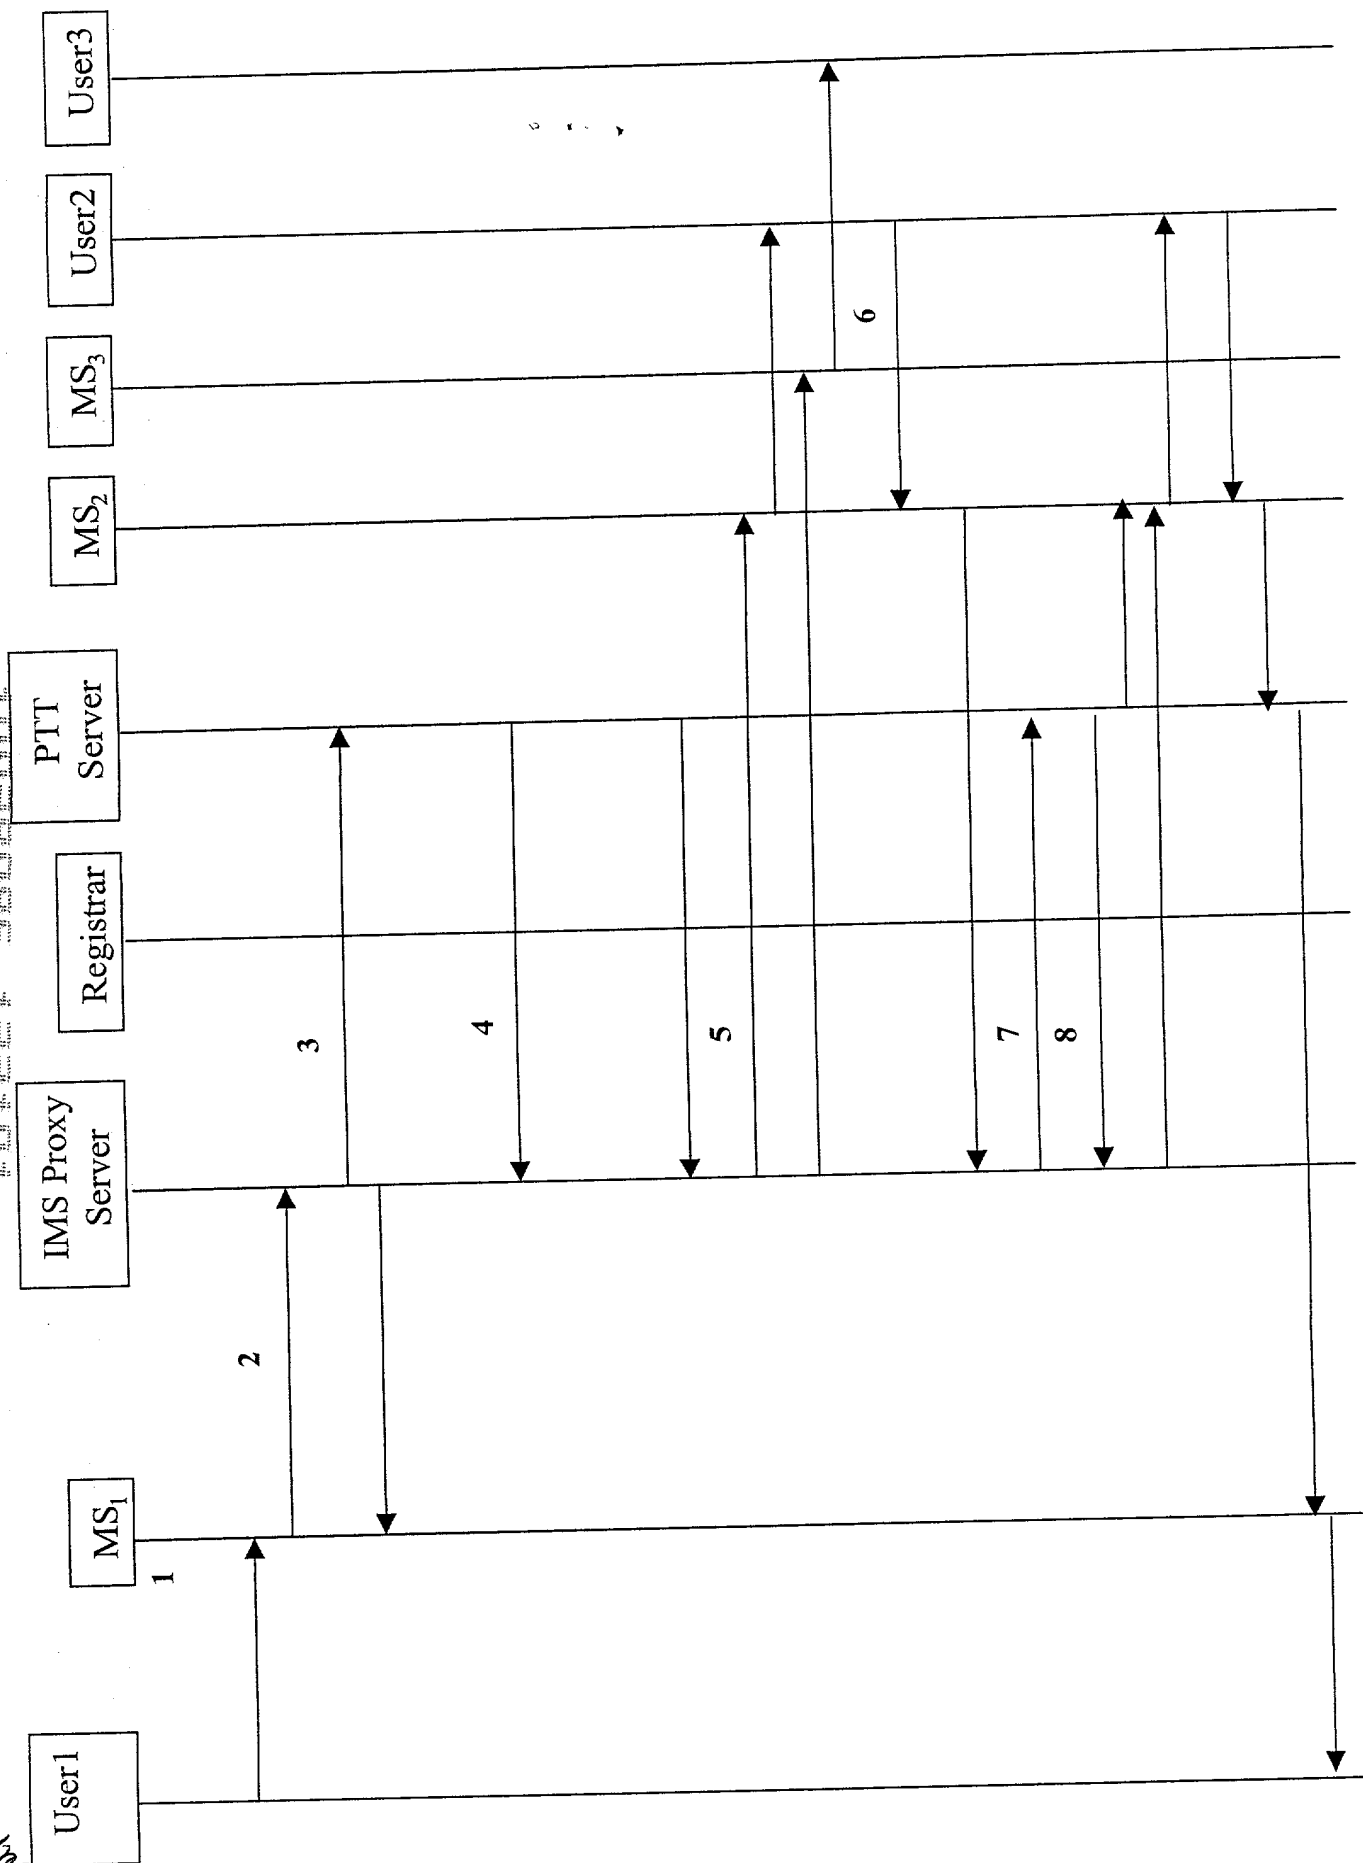 User1
MS1
IMS Proxy
Server
Registrar
PTT
Server
MS2
MS3
User2
User3
1
2
3
4
5
6
7
8